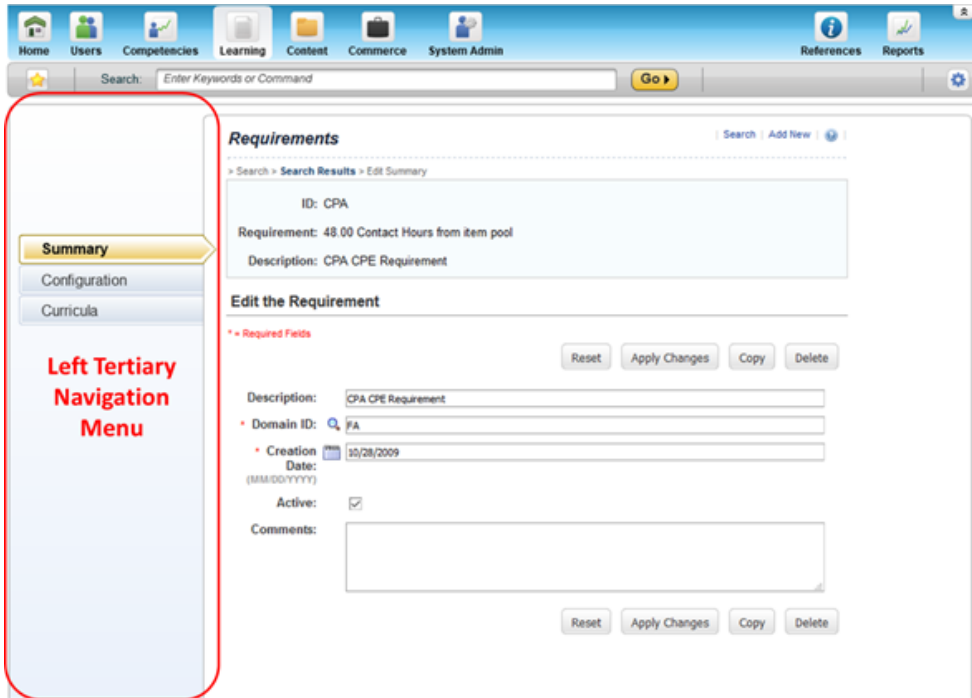 Home Users Competencies Learning Content Commerce System Admin References Reports
Search: Enter Keywords or Command Go
Requirements | Search | Add New |
> Search > Search Results > Edit Summary
ID: CPA
Requirement: 48.00 Contact Hours from item pool
Description: CPA CPE Requirement
Summary
Configuration
Curricula
Left Tertiary
Navigation
Menu
Edit the Requirement
* = Required Fields
Reset Apply Changes Copy Delete
Description: CPA CPE Requirement
* Domain ID: FA
* Creation Date: 10/28/2009
(MM/DD/YYYY)
Active:
Comments:
Reset Apply Changes Copy Delete